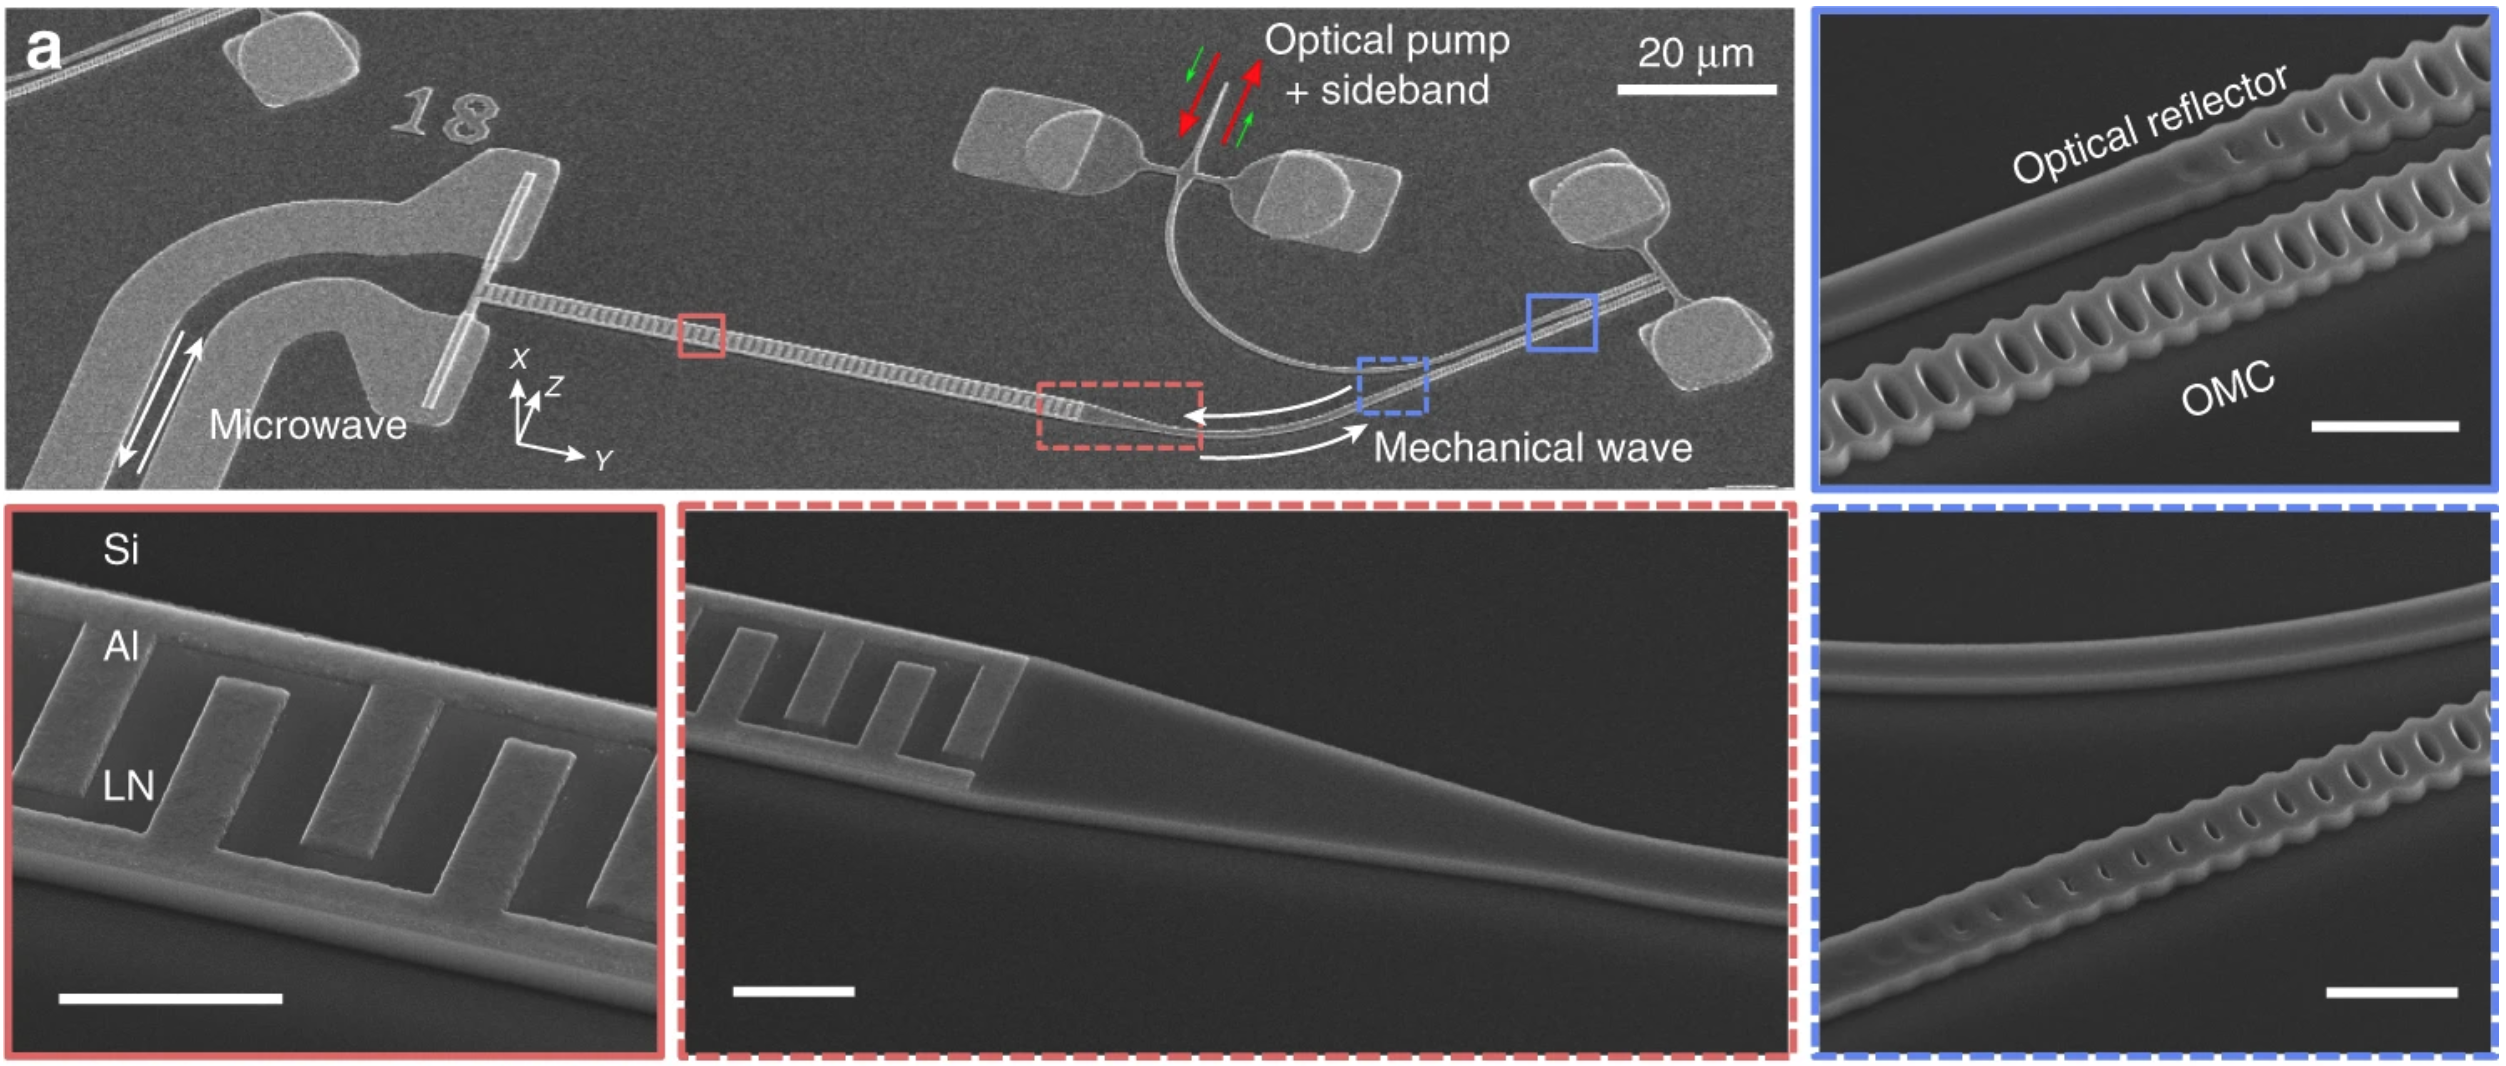 a
18
Optical pump
+ sideband
20 μm
Microwave
X
Z
Y
Mechanical wave
Optical reflector
OMC
Si
Al
LN